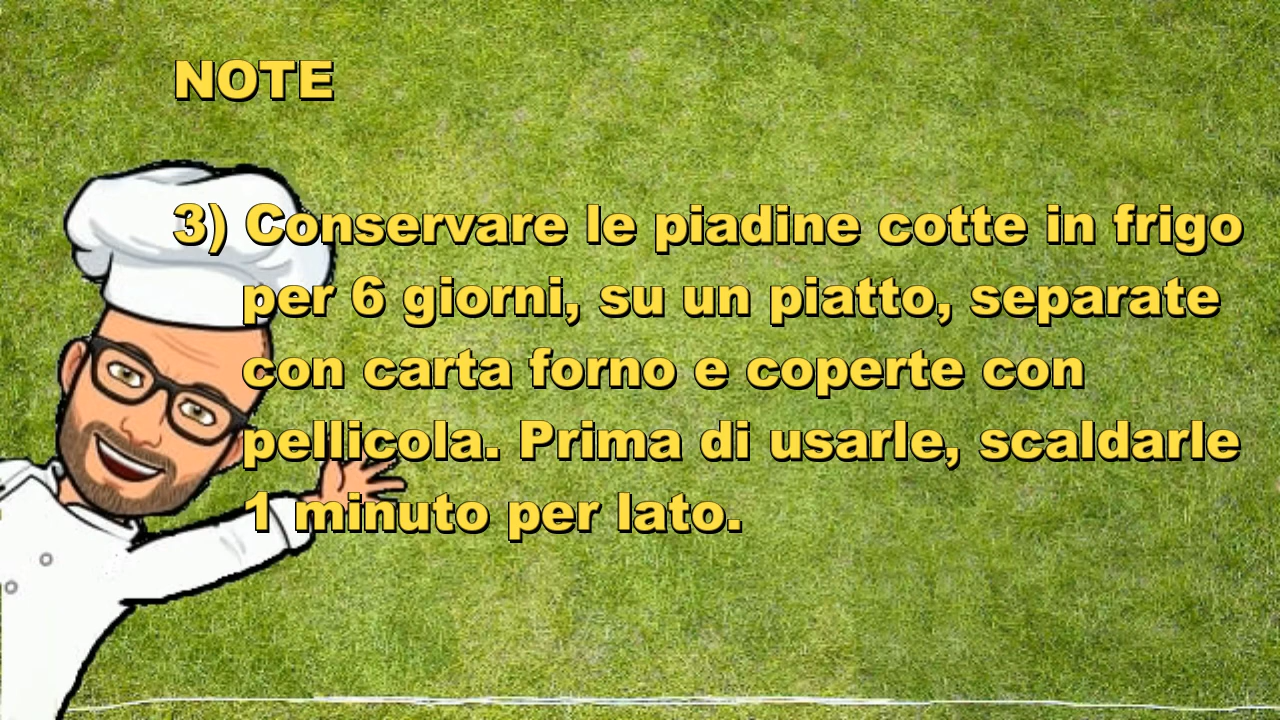 NOTE
3) Conservare le piadine cotte in frigo
per 6 giorni, su un piatto, separate
con carta forno e coperte con
pellicola. Prima di usarle, scaldarle
1 minuto per lato.